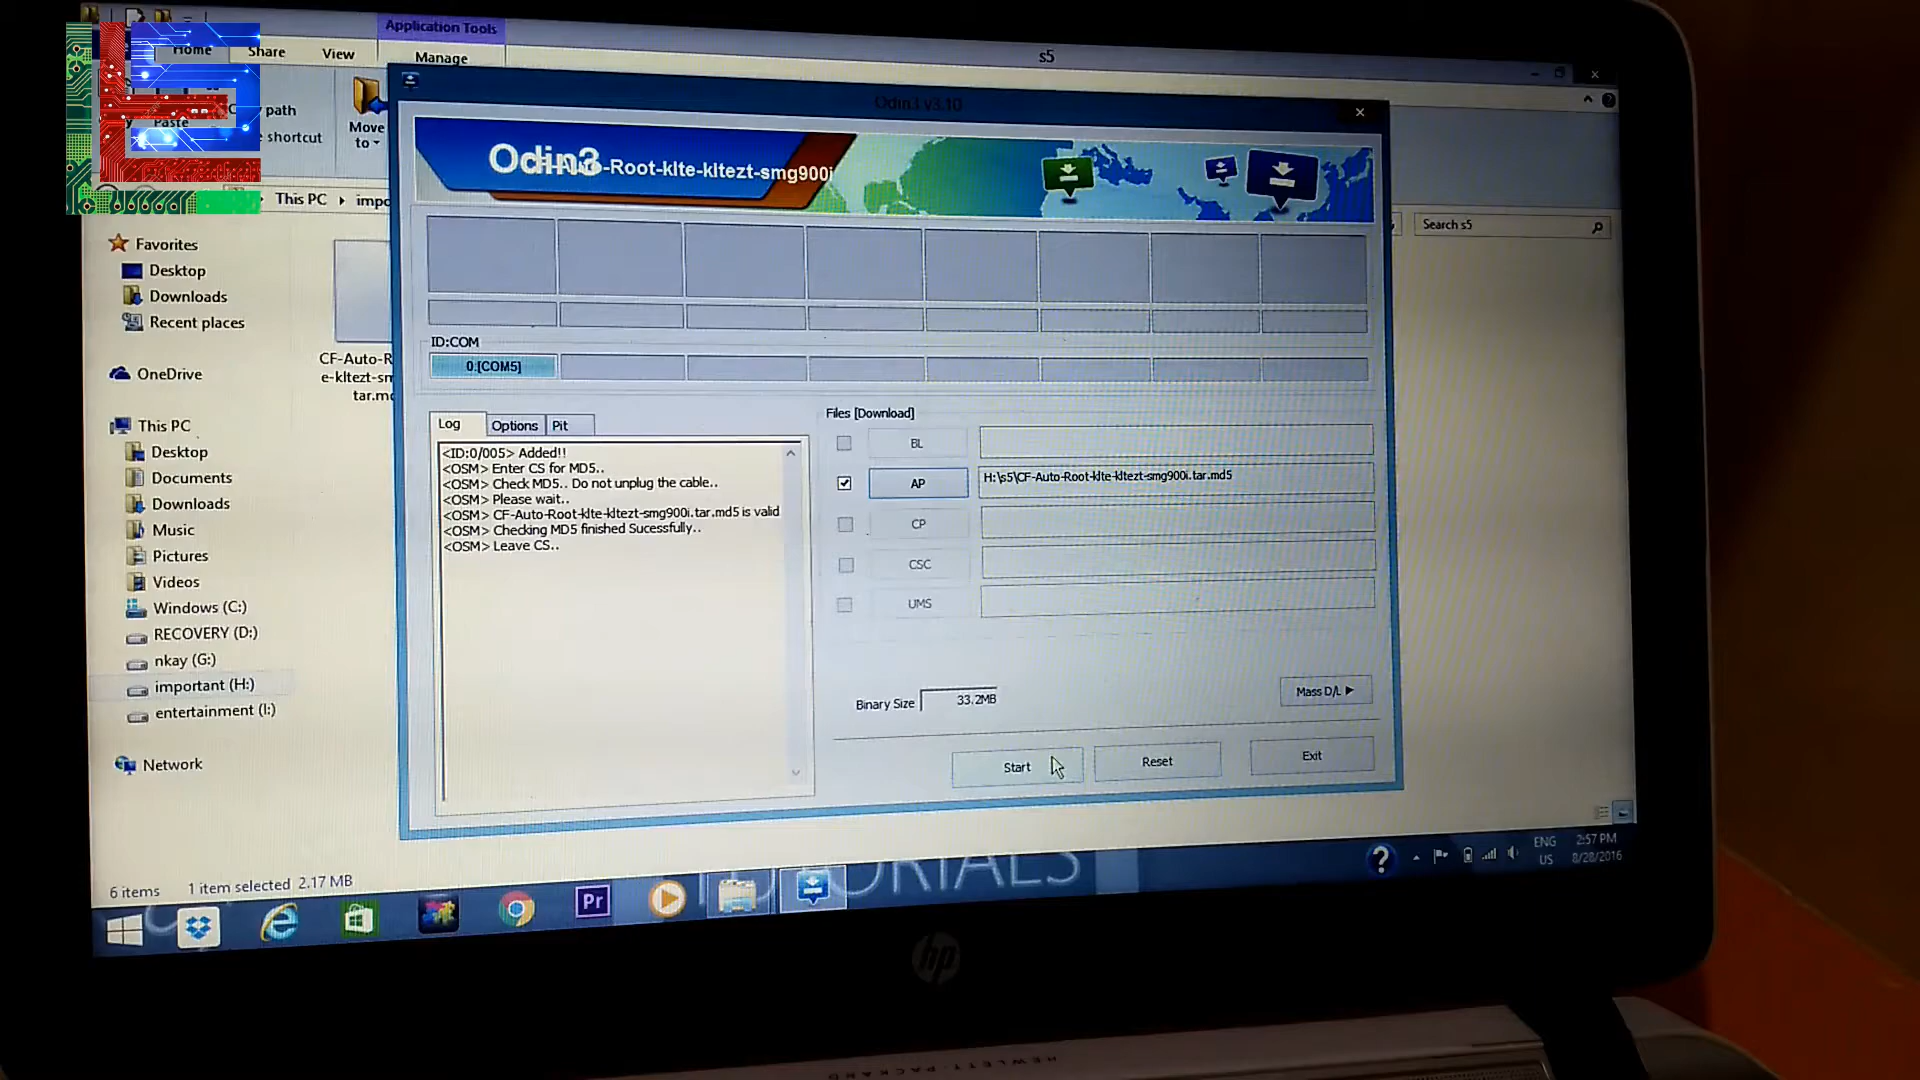 Application Tools
Home
Share
View
Manage
s5
path
Paste
shortcut
Move
to
Odin3 v3.10
Odin3
-Root-klte-kltezt-smg900i
This PC
impo
Search s5
Favorites
Desktop
Downloads
Recent places
OneDrive
This PC
Desktop
Documents
Downloads
Music
Pictures
Videos
Windows (C:)
RECOVERY (D:)
nkay (G:)
important (H:)
entertainment (I:)
Network
CF-Auto-R
e-kltezt-sm
tar.mc
ID:COM
0:[COM5]
Log
Options
Pit
<ID:0/005> Added!!
<OSM> Enter CS for MD5..
<OSM> Check MD5.. Do not unplug the cable..
<OSM> Please wait..
<OSM> CF-Auto-Root-klte-kltezt-smg900i.tar.md5 is valid
<OSM> Checking MD5 finished Sucessfully..
<OSM> Leave CS..
Files [Download]
BL
AP
H:\s5\CF-Auto-Root-klte-kltezt-smg900i.tar.md5
CP
CSC
UMS
Binary Size
33.2MB
Mass D/L
Start
Reset
Exit
6 items
1 item selected 2.17 MB
TORIALS
Pr
ENG
US
2:57 PM
8/28/2016
hp
HEWLETT-PACKARD